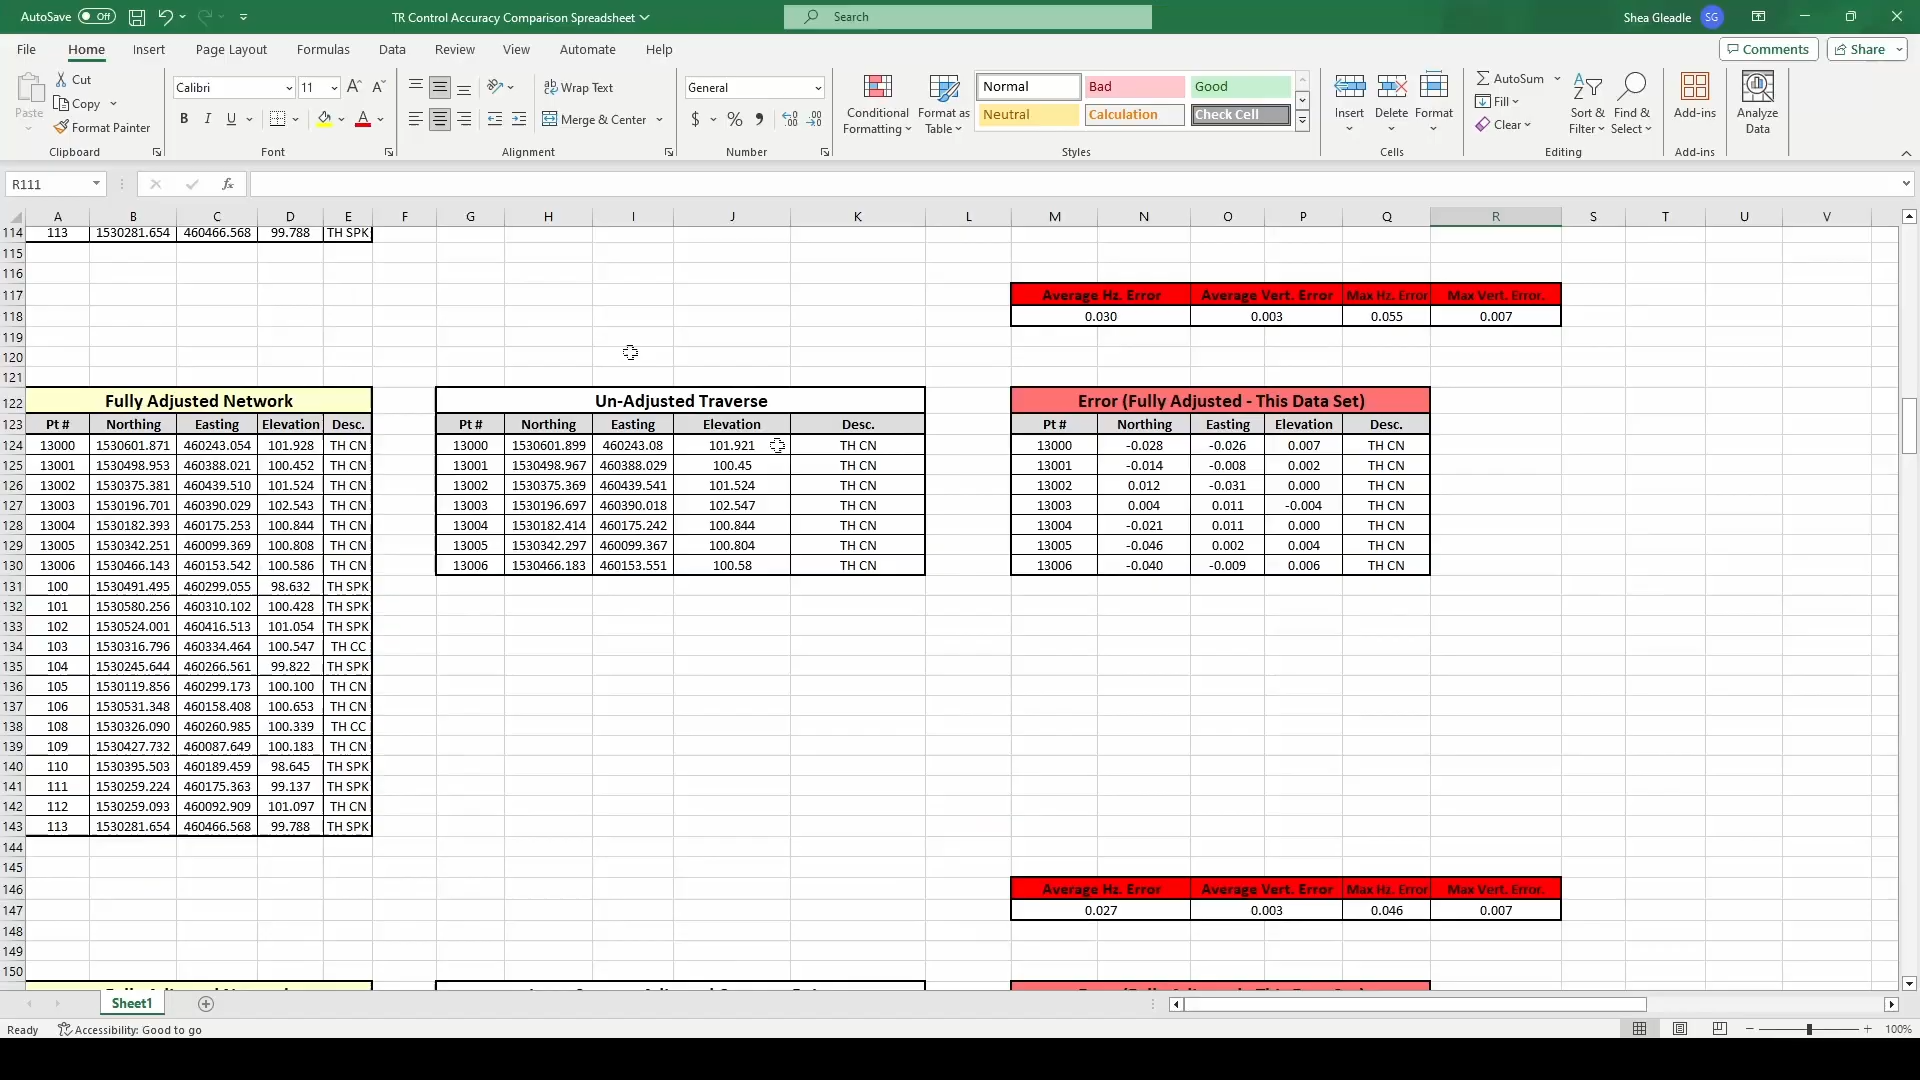 AutoSave Off TR Control Accuracy Comparison Spreadsheet Search Shea Gleadle SG
File Home Insert Page Layout Formulas Data Review View Automate Help Comments Share
Paste Cut Copy Format Painter Clipboard
Calibri 11 A A B I U A Font
Wrap Text Merge & Center Alignment
General $ % Number
Conditional Formatting Format as Table Normal Bad Good Neutral Calculation Check Cell Styles
Insert Delete Format Cells
AutoSum Fill Clear Sort & Filter Find & Select Editing
Add-ins Add-ins
Analyze Data
R111 fx
A B C D E F G H I J K L M N O P Q R S T U V
114 113 1530281.654 460466.568 99.788 TH SPK
115
116
117 Average Hz. Error Average Vert. Error Max Hz. Error Max Vert. Error.
118 0.030 0.003 0.055 0.007
119
120
121
122 Fully Adjusted Network Un-Adjusted Traverse Error (Fully Adjusted - This Data Set)
123 Pt # Northing Easting Elevation Desc. Pt # Northing Easting Elevation Desc. Pt # Northing Easting Elevation Desc.
124 13000 1530601.871 460243.054 101.928 TH CN 13000 1530601.899 460243.08 101.921 TH CN 13000 -0.028 -0.026 0.007 TH CN
125 13001 1530498.953 460388.021 100.452 TH CN 13001 1530498.967 460388.029 100.45 TH CN 13001 -0.014 -0.008 0.002 TH CN
126 13002 1530375.381 460439.510 101.524 TH CN 13002 1530375.369 460439.541 101.524 TH CN 13002 0.012 -0.031 0.000 TH CN
127 13003 1530196.701 460390.029 102.543 TH CN 13003 1530196.697 460390.018 102.547 TH CN 13003 0.004 0.011 -0.004 TH CN
128 13004 1530182.393 460175.253 100.844 TH CN 13004 1530182.414 460175.242 100.844 TH CN 13004 -0.021 0.011 0.000 TH CN
129 13005 1530342.251 460099.369 100.808 TH CN 13005 1530342.297 460099.367 100.804 TH CN 13005 -0.046 0.002 0.004 TH CN
130 13006 1530466.143 460153.542 100.586 TH CN 13006 1530466.183 460153.551 100.58 TH CN 13006 -0.040 -0.009 0.006 TH CN
131 100 1530491.495 460299.055 98.632 TH SPK
132 101 1530580.256 460310.102 100.428 TH SPK
133 102 1530524.001 460416.513 101.054 TH SPK
134 103 1530316.796 460334.464 100.547 TH CC
135 104 1530245.644 460266.561 99.822 TH SPK
136 105 1530119.856 460299.173 100.100 TH CN
137 106 1530531.348 460158.408 100.653 TH CN
138 108 1530326.090 460260.985 100.339 TH CC
139 109 1530427.732 460087.649 100.183 TH CN
140 110 1530395.503 460189.459 98.645 TH SPK
141 111 1530259.224 460175.363 99.137 TH SPK
142 112 1530259.093 460092.909 101.097 TH CN
143 113 1530281.654 460466.568 99.788 TH SPK
144
145
146 Average Hz. Error Average Vert. Error Max Hz. Error Max Vert. Error.
147 0.027 0.003 0.046 0.007
148
149
150
Sheet1
Ready Accessibility: Good to go 100%